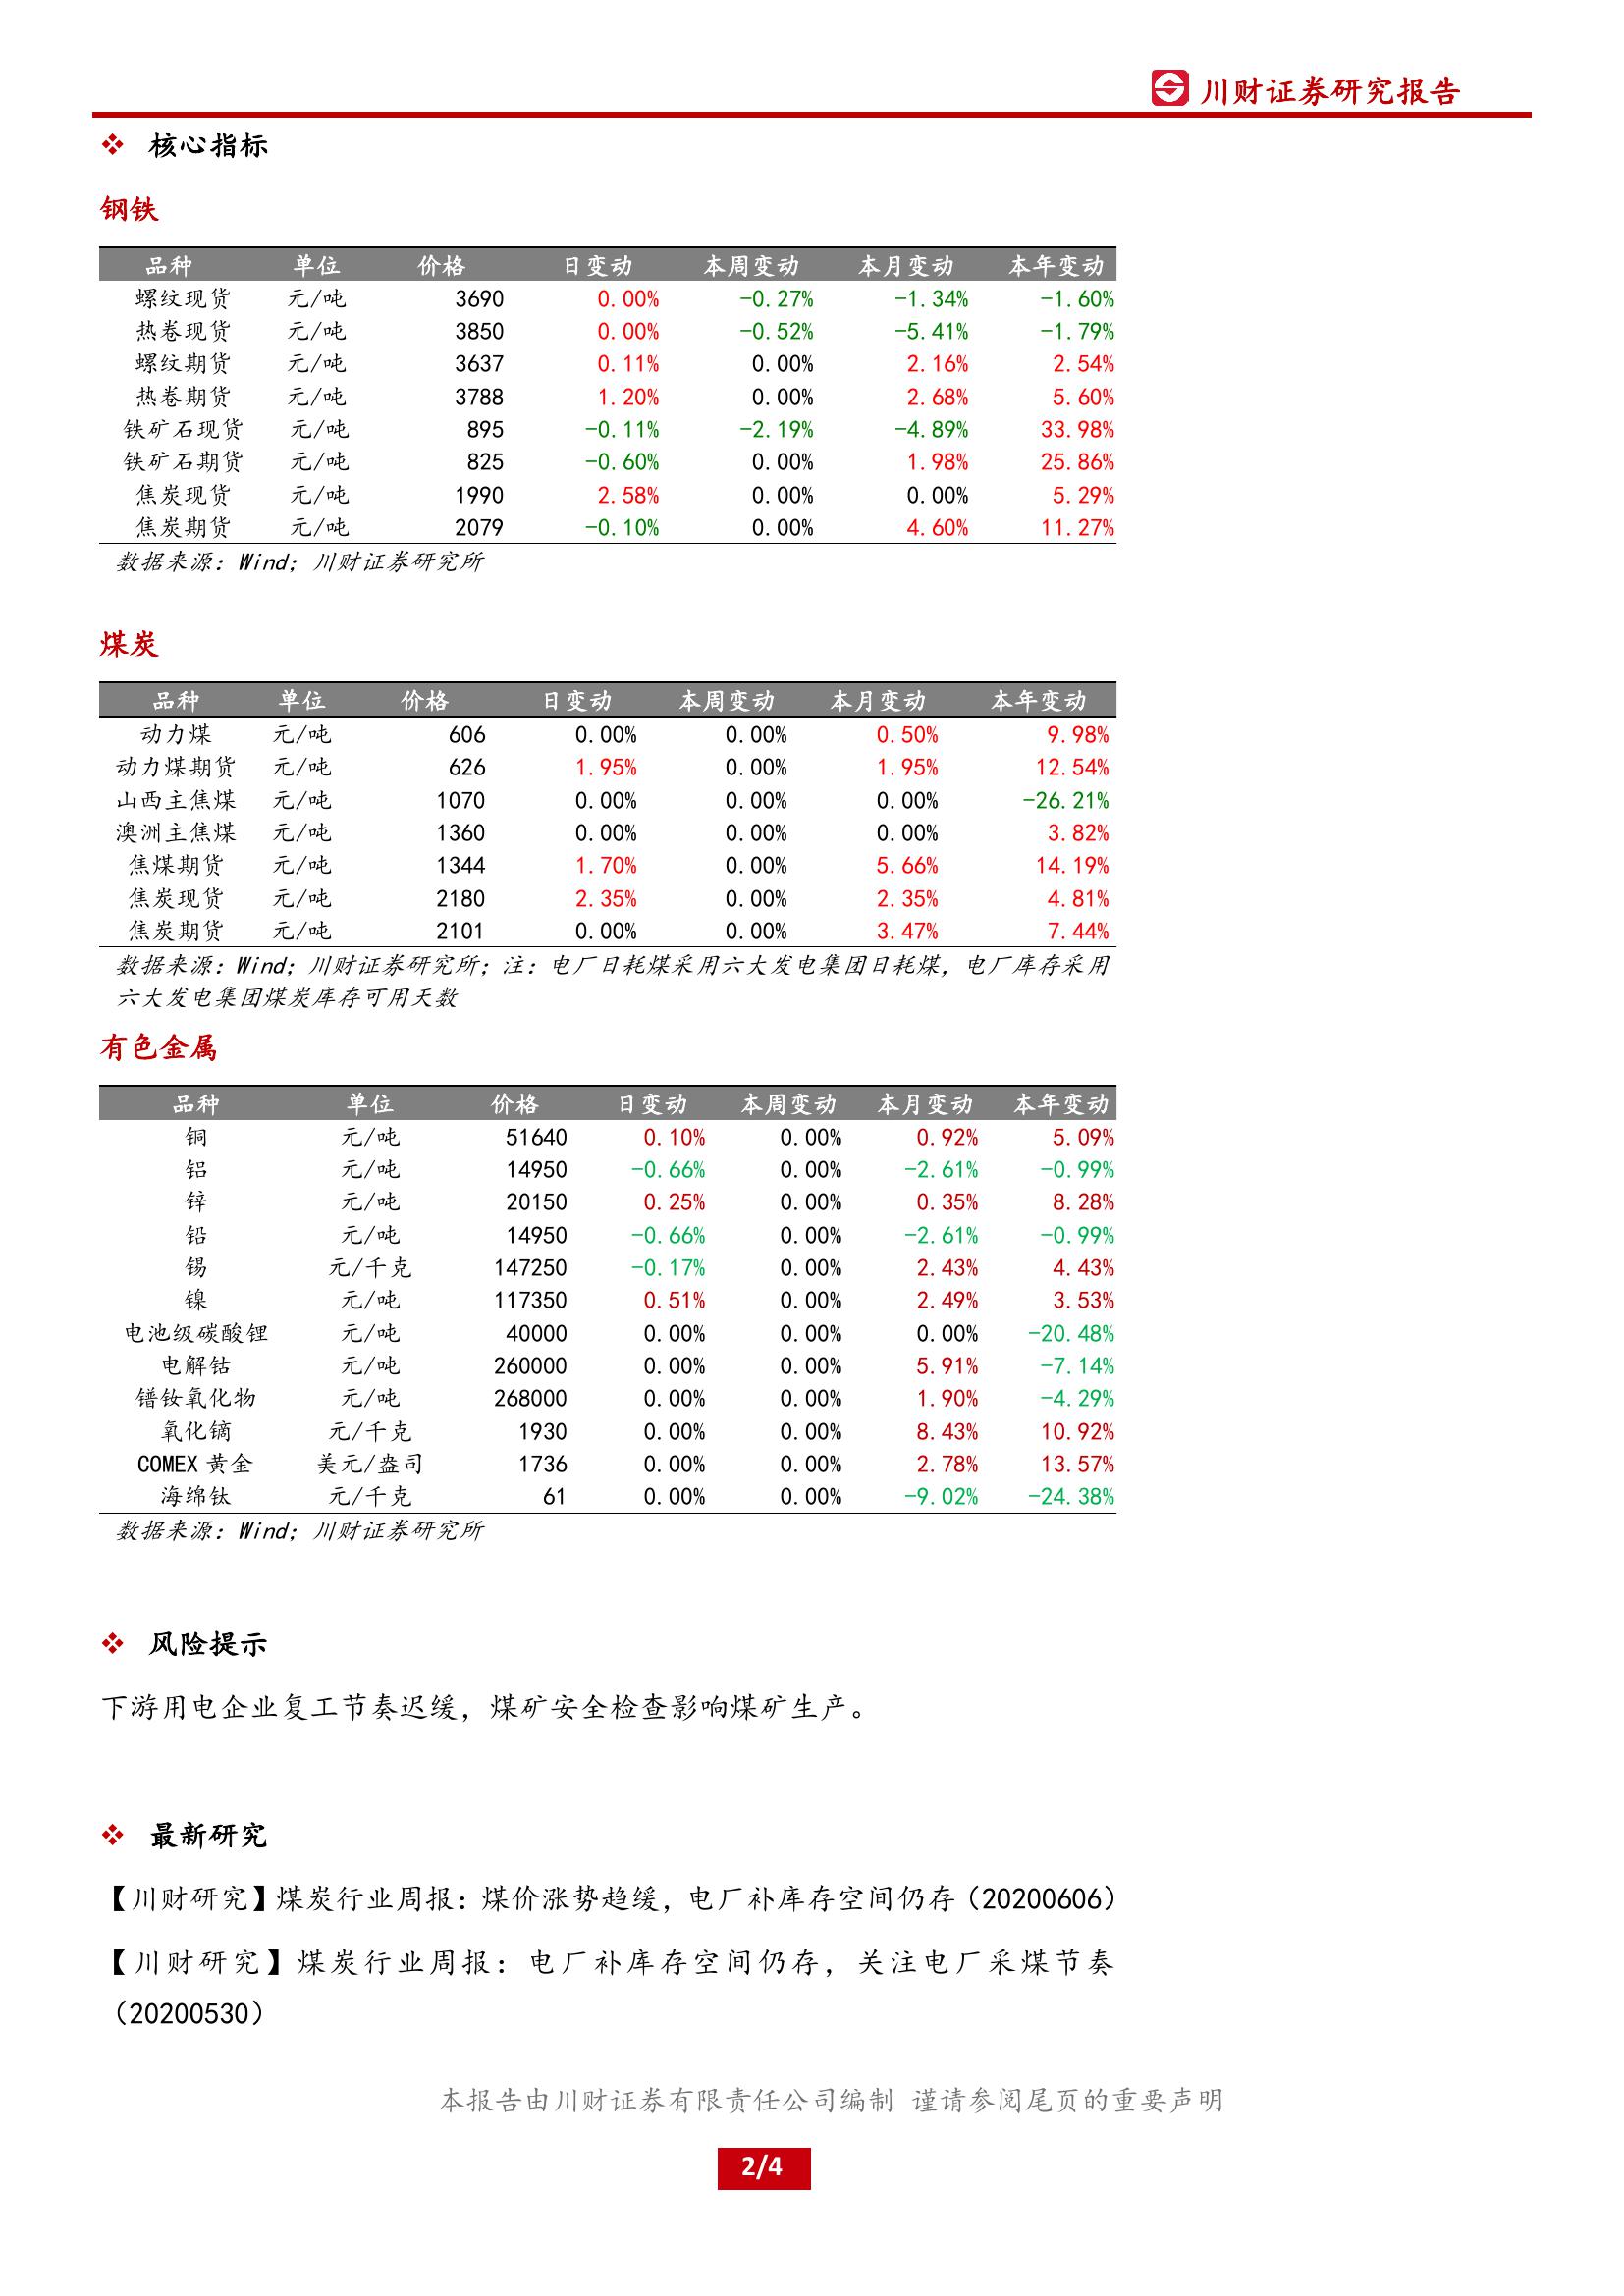 川财证券研究报告
核心指标
钢铁
品种 单位 价格 日变动 本周变动 本月变动 本年变动
螺纹现货 元/吨 3690 0.00% -0.27% -1.34% -1.60%
热卷现货 元/吨 3850 0.00% -0.52% -5.41% -1.79%
螺纹期货 元/吨 3637 0.11% 0.00% 2.16% 2.54%
热卷期货 元/吨 3788 1.20% 0.00% 2.68% 5.60%
铁矿石现货 元/吨 895 -0.11% -2.19% -4.89% 33.98%
铁矿石期货 元/吨 825 -0.60% 0.00% 1.98% 25.86%
焦炭现货 元/吨 1990 2.58% 0.00% 0.00% 5.29%
焦炭期货 元/吨 2079 -0.10% 0.00% 4.60% 11.27%
数据来源：Wind；川财证券研究所
煤炭
品种 单位 价格 日变动 本周变动 本月变动 本年变动
动力煤 元/吨 606 0.00% 0.00% 0.50% 9.98%
动力煤期货 元/吨 626 1.95% 0.00% 1.95% 12.54%
山西主焦煤 元/吨 1070 0.00% 0.00% 0.00% -26.21%
澳洲主焦煤 元/吨 1360 0.00% 0.00% 0.00% 3.82%
焦煤期货 元/吨 1344 1.70% 0.00% 5.66% 14.19%
焦炭现货 元/吨 2180 2.35% 0.00% 2.35% 4.81%
焦炭期货 元/吨 2101 0.00% 0.00% 3.47% 7.44%
数据来源：Wind；川财证券研究所；注：电厂日耗煤采用六大发电集团日耗煤，电厂库存采用
六大发电集团煤炭库存可用天数
有色金属
品种 单位 价格 日变动 本周变动 本月变动 本年变动
铜 元/吨 51640 0.10% 0.00% 0.92% 5.09%
铝 元/吨 14950 -0.66% 0.00% -2.61% -0.99%
锌 元/吨 20150 0.25% 0.00% 0.35% 8.28%
铅 元/吨 14950 -0.66% 0.00% -2.61% -0.99%
锡 元/千克 147250 -0.17% 0.00% 2.43% 4.43%
镍 元/吨 117350 0.51% 0.00% 2.49% 3.53%
电池级碳酸锂 元/吨 40000 0.00% 0.00% 0.00% -20.48%
电解钴 元/吨 260000 0.00% 0.00% 5.91% -7.14%
镨钕氧化物 元/吨 268000 0.00% 0.00% 1.90% -4.29%
氧化镝 元/千克 1930 0.00% 0.00% 8.43% 10.92%
COMEX 黄金 美元/盎司 1736 0.00% 0.00% 2.78% 13.57%
海绵钛 元/千克 61 0.00% 0.00% -9.02% -24.38%
数据来源：Wind；川财证券研究所
风险提示
下游用电企业复工节奏迟缓，煤矿安全检查影响煤矿生产。
最新研究
【川财研究】煤炭行业周报：煤价涨势趋缓，电厂补库存空间仍存（20200606）
【川财研究】煤炭行业周报：电厂补库存空间仍存，关注电厂采煤节奏
（20200530）
本报告由川财证券有限责任公司编制 谨请参阅尾页的重要声明
2/4